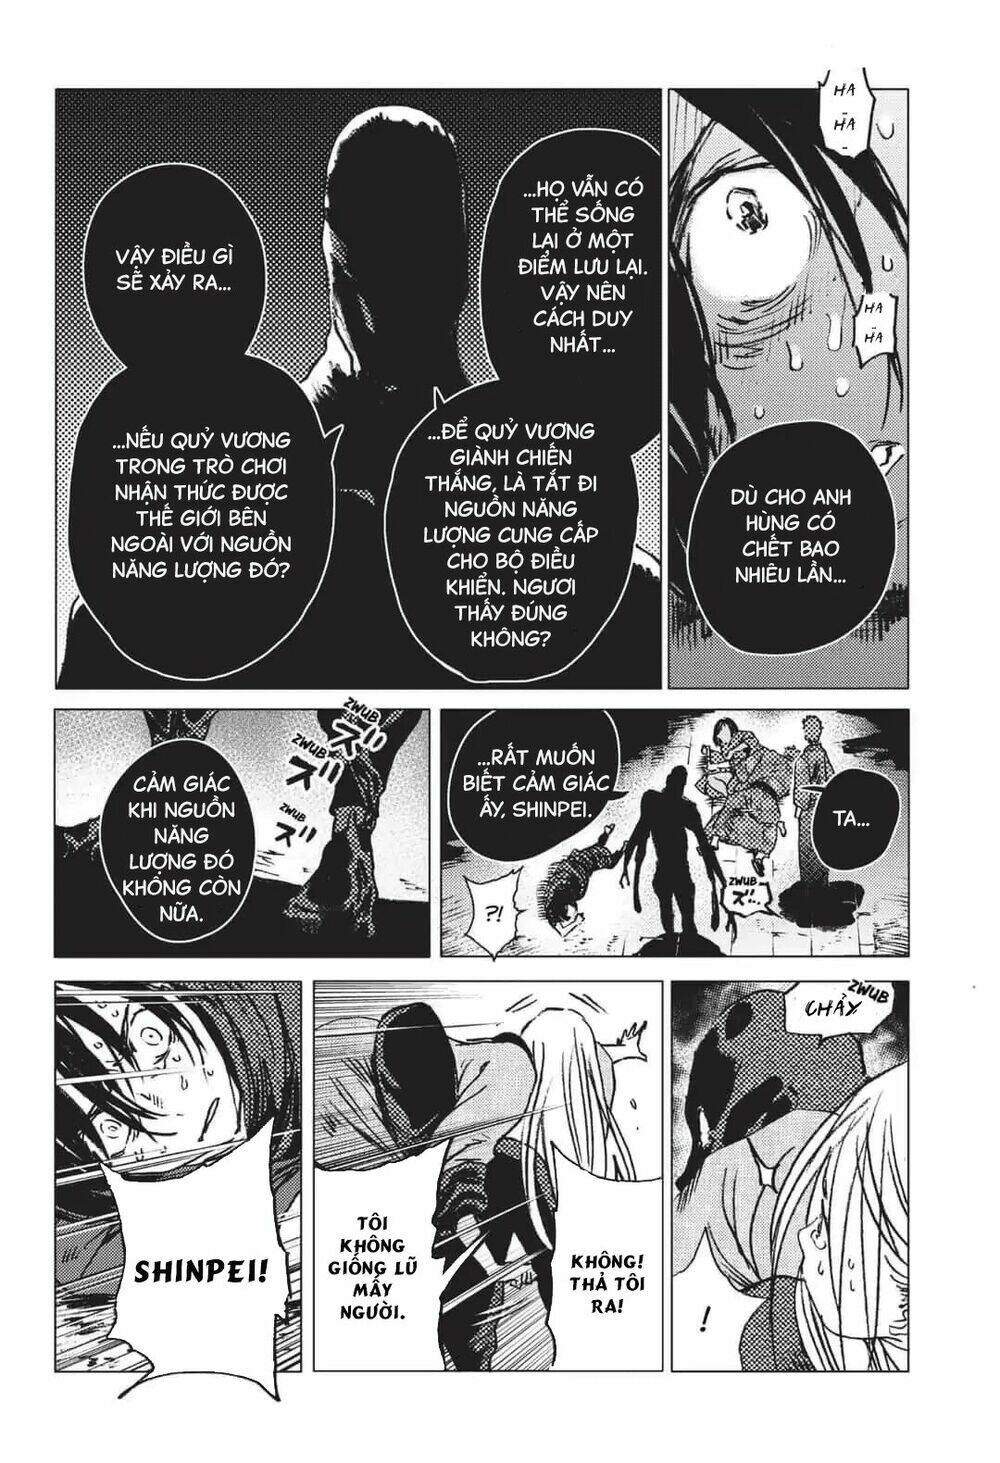 HA
-HA
-
HA
-HA
DÙ CHO ANH
HÙNG CÓ
CHẾT BAO
NHIÊU LẦN...
...HỌ VẪN CÓ
THỂ SỐNG
LẠI Ở MỘT
ĐIỂM LƯU LẠI.
VẬY NÊN
CÁCH DUY
NHẤT...
...ĐỂ QUỶ VƯƠNG
GIÀNH CHIẾN
THẮNG, LÀ TẮT ĐI
NGUỒN NĂNG
LƯỢNG CUNG CẤP
CHO BỘ ĐIỀU
KHIỂN. NGƯƠI
THẤY ĐÚNG
KHÔNG?
VẬY ĐIỀU GÌ
SẼ XẢY RA...
...NẾU QUỶ VƯƠNG
TRONG TRÒ CHƠI
NHẬN THỨC ĐƯỢC
THẾ GIỚI BÊN
NGOÀI VỚI NGUỒN
NĂNG LƯỢNG ĐÓ?
TA...
...RẤT MUỐN
BIẾT CẢM GIÁC
ẤY, SHINPEI.
?!
ZWUB
ズ...
ZWUB
ズ
ZWUB
ズ
ZWUB
ズ
CẢM GIÁC
KHI NGUỒN
NĂNG
LƯỢNG ĐÓ
KHÔNG CÒN
NỮA.
ZWUB
CHẢY
!
KHÔNG!
THẢ TÔI
RA!
TÔI
KHÔNG
GIỐNG LŨ
MẤY
NGƯỜI.
SHINPEI!